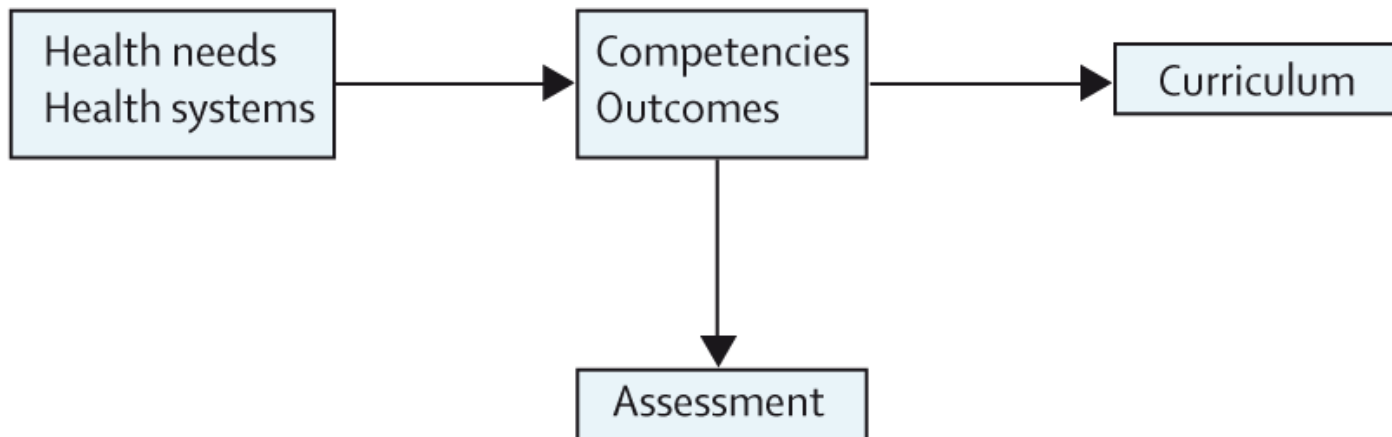 Health needs
Health systems
Competencies
Outcomes
Curriculum
Assessment